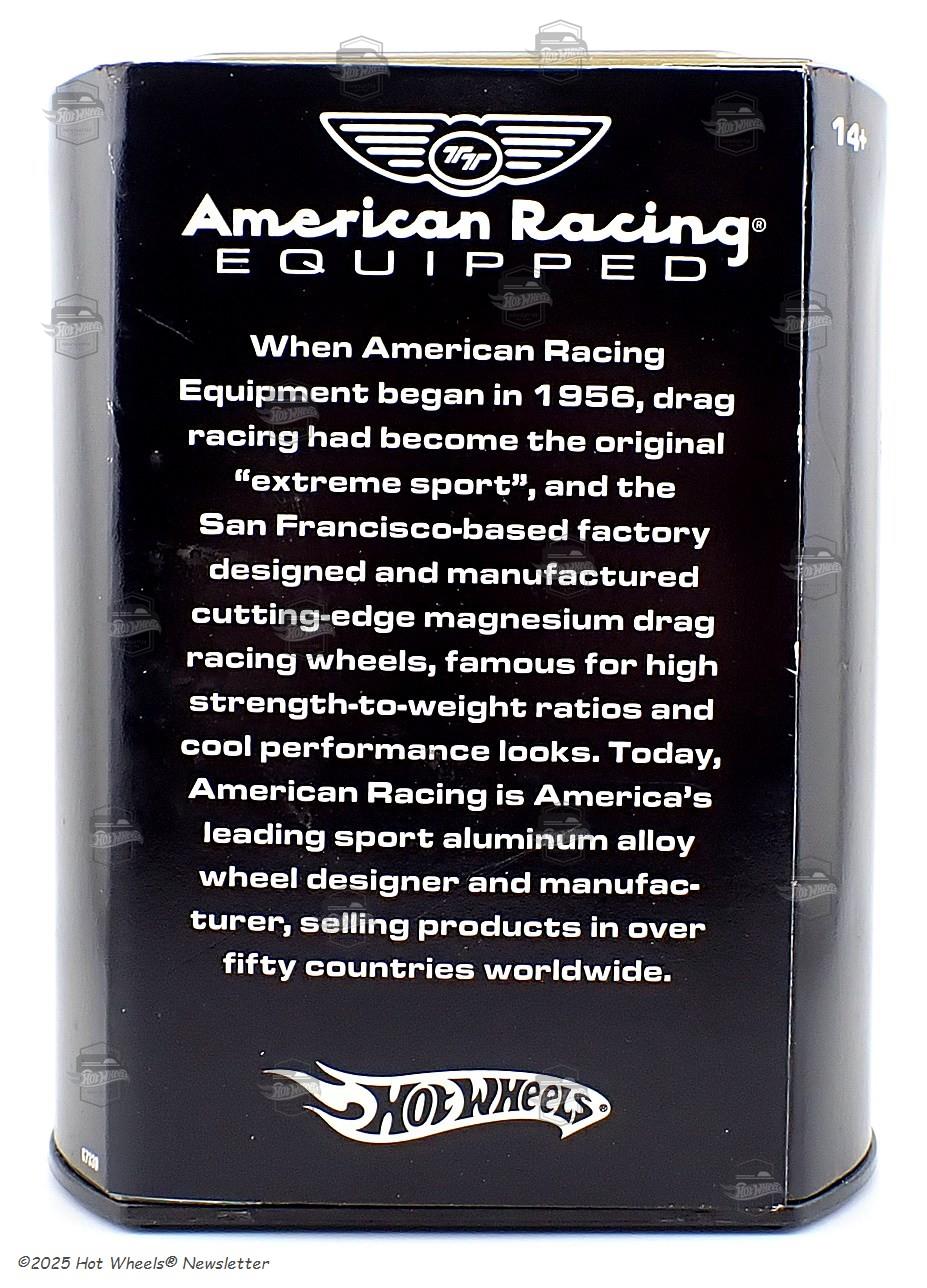 TT
American Racing®
EQUIPPED
14+
When American Racing
Equipment began in 1956, drag
racing had become the original
“extreme sport”, and the
San Francisco-based factory
designed and manufactured
cutting-edge magnesium drag
racing wheels, famous for high
strength-to-weight ratios and
cool performance looks. Today,
American Racing is America’s
leading sport aluminum alloy
wheel designer and manufac-
turer, selling products in over
fifty countries worldwide.
HOT WHEELS®
©2025 Hot Wheels® Newsletter